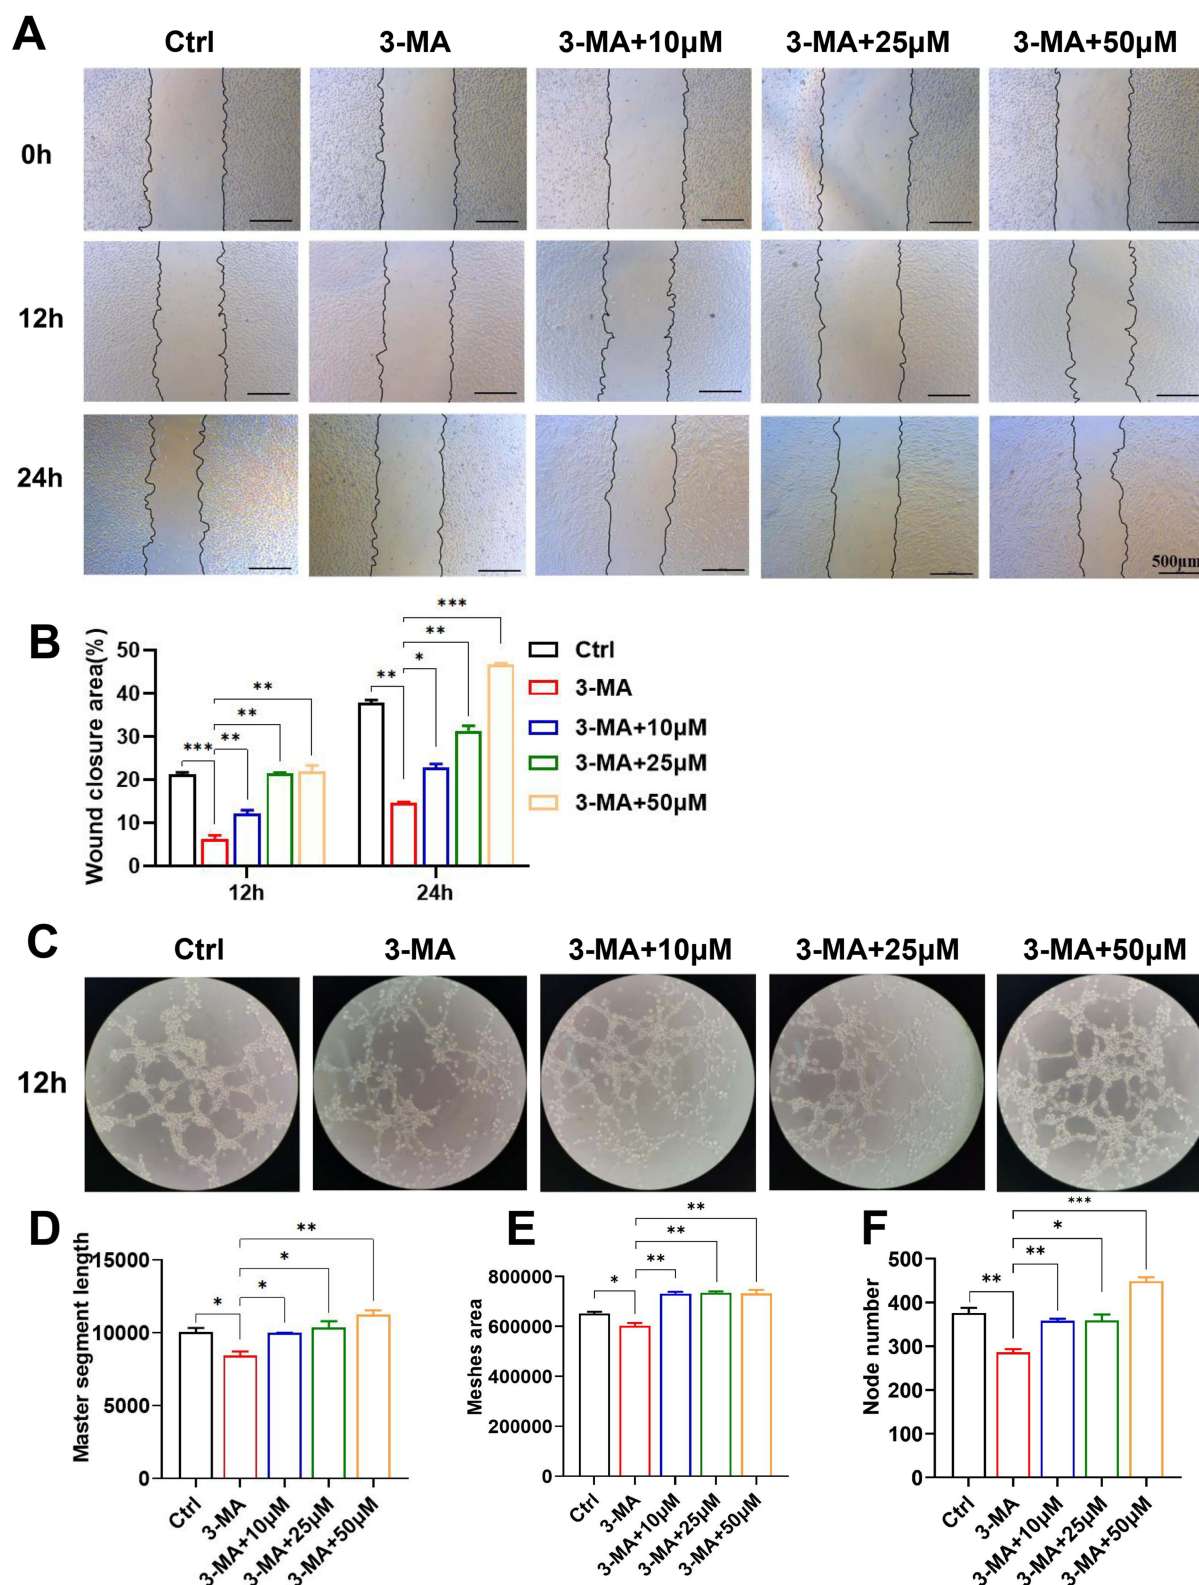 A
Ctrl 3-MA 3-MA+10μM 3-MA+25μM 3-MA+50μM
0h
12h
24h
500μm
B
Wound closure area(%)
50
40
30
20
10
0
*** ** ** **
** * ** ***
12h 24h
Ctrl
3-MA
3-MA+10μM
3-MA+25μM
3-MA+50μM
C
Ctrl 3-MA 3-MA+10μM 3-MA+25μM 3-MA+50μM
12h
D
Master segment length
15000
10000
5000
0
* * * **
Ctrl 3-MA 3-MA+10μM 3-MA+25μM 3-MA+50μM
E
Meshes area
800000
600000
400000
200000
0
* ** ** **
Ctrl 3-MA 3-MA+10μM 3-MA+25μM 3-MA+50μM
F
Node number
500
400
300
200
100
0
** ** * ***
Ctrl 3-MA 3-MA+10μM 3-MA+25μM 3-MA+50μM